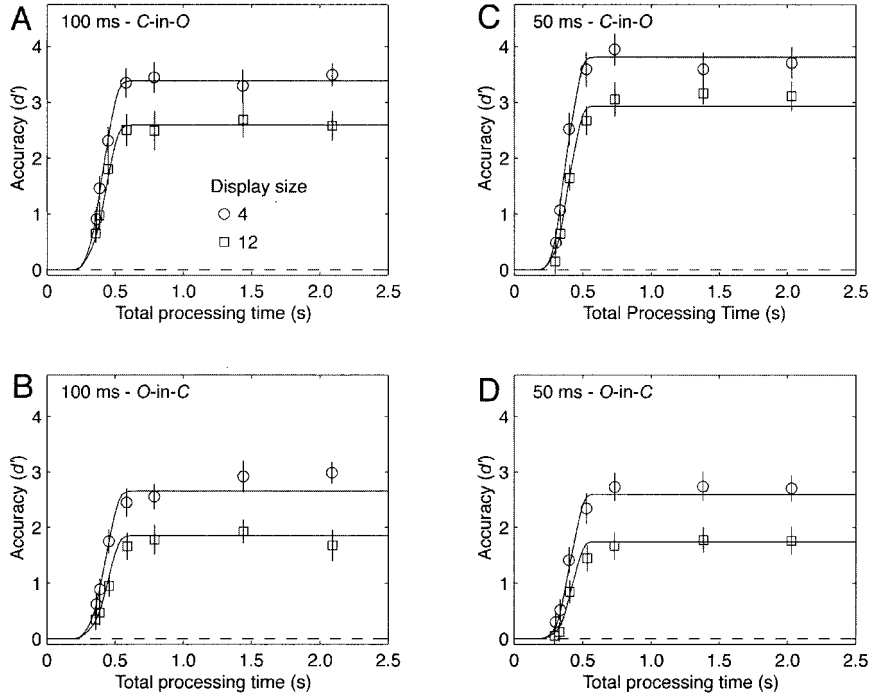 A
100 ms - C-in-O
Accuracy (d')
4
3
2
1
0
Display size
4
12
0 0.5 1.0 1.5 2.0 2.5
Total processing time (s)
C
50 ms - C-in-O
Accuracy (d')
4
3
2
1
0
0 0.5 1.0 1.5 2.0 2.5
Total Processing Time (s)
B
100 ms - O-in-C
Accuracy (d')
4
3
2
1
0
0 0.5 1.0 1.5 2.0 2.5
Total processing time (s)
D
50 ms - O-in-C
Accuracy (d')
4
3
2
1
0
0 0.5 1.0 1.5 2.0 2.5
Total processing time (s)